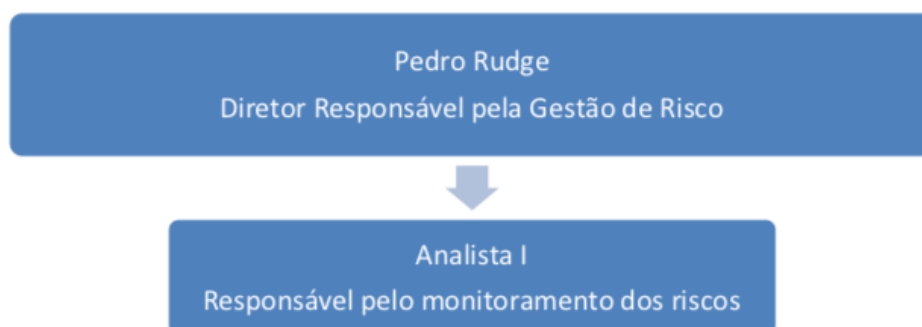 Pedro Rudge
Diretor Responsável pela Gestão de Risco
Analista I
Responsável pelo monitoramento dos riscos